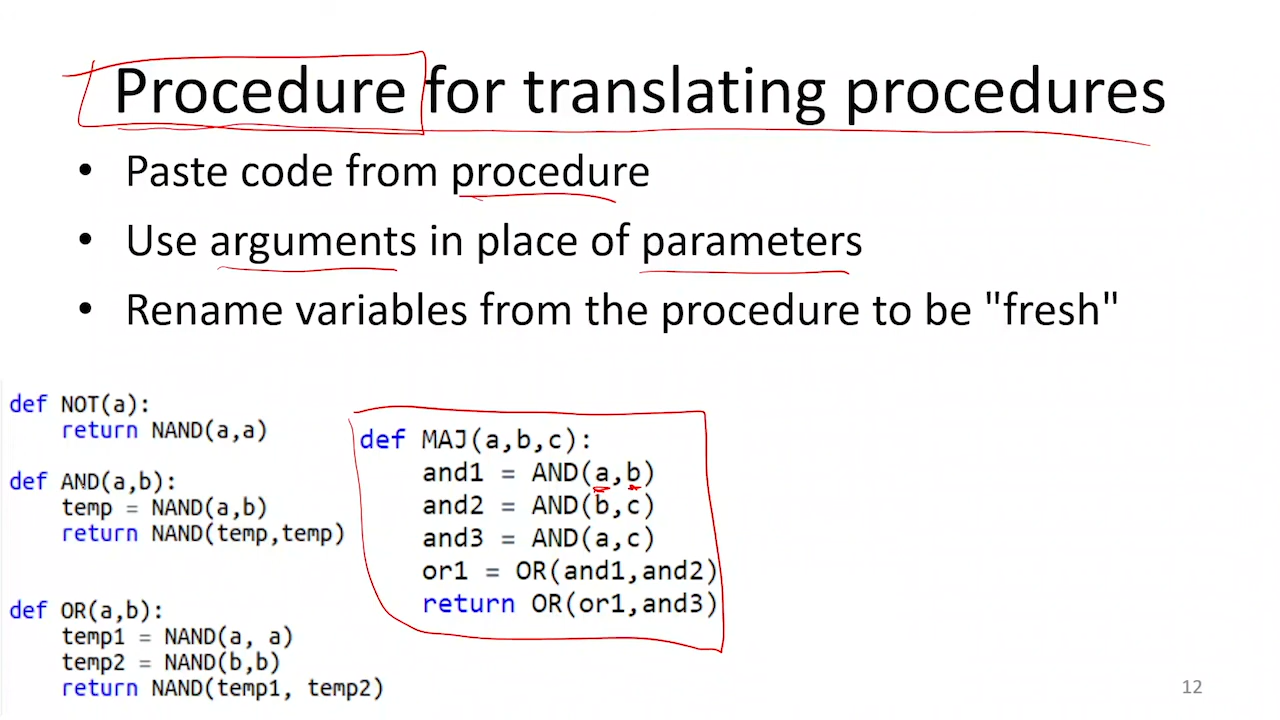 Procedure for translating procedures
• Paste code from procedure
• Use arguments in place of parameters
• Rename variables from the procedure to be "fresh"
def NOT(a):
    return NAND(a,a)
def AND(a,b):
    temp = NAND(a,b)
    return NAND(temp,temp)
def OR(a,b):
    temp1 = NAND(a, a)
    temp2 = NAND(b,b)
    return NAND(temp1, temp2)
def MAJ(a,b,c):
    and1 = AND(a,b)
    and2 = AND(b,c)
    and3 = AND(a,c)
    or1 = OR(and1,and2)
    return OR(or1,and3)
12